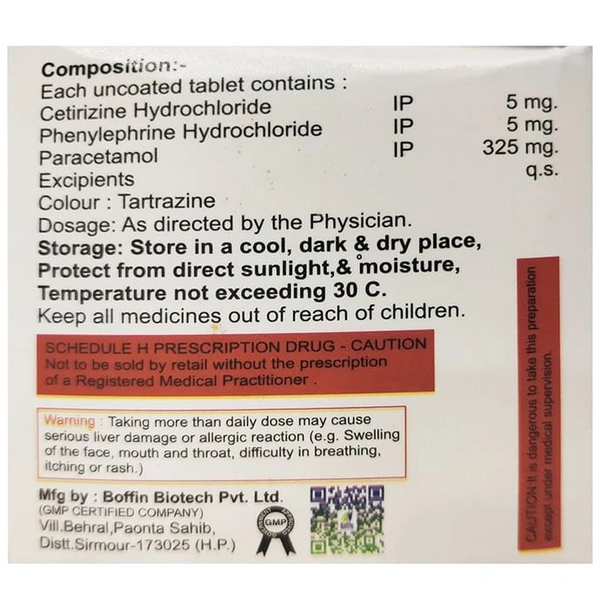 Composition:-
Each uncoated tablet contains :
Cetirizine Hydrochloride IP 5 mg.
Phenylephrine Hydrochloride IP 5 mg.
Paracetamol IP 325 mg.
Excipients q.s.
Colour : Tartrazine
Dosage: As directed by the Physician.
Storage: Store in a cool, dark & dry place,
Protect from direct sunlight,& moisture,
Temperature not exceeding 30°C.
Keep all medicines out of reach of children.
SCHEDULE H PRESCRIPTION DRUG - CAUTION
Not to be sold by retail without the prescription
of a Registered Medical Practitioner .
Warning : Taking more than daily dose may cause
serious liver damage or allergic reaction (e.g. Swelling
of the face, mouth and throat, difficulty in breathing,
itching or rash.)
Mfg by : Boffin Biotech Pvt. Ltd.
(GMP CERTIFIED COMPANY)
Vill.Behral,Paonta Sahib,
Distt.Sirmour-173025 (H.P.)
GMP
CAUTION:It is dangerous to take this preparation
except under medical supervision.